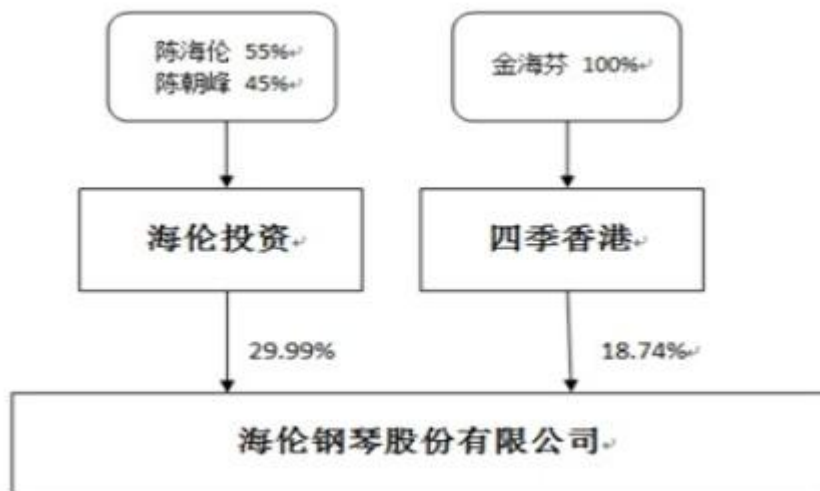 陈海伦 55%
陈朝峰 45%
金海芬 100%
海伦投资
四季香港
29.99%
18.74%
海伦钢琴股份有限公司